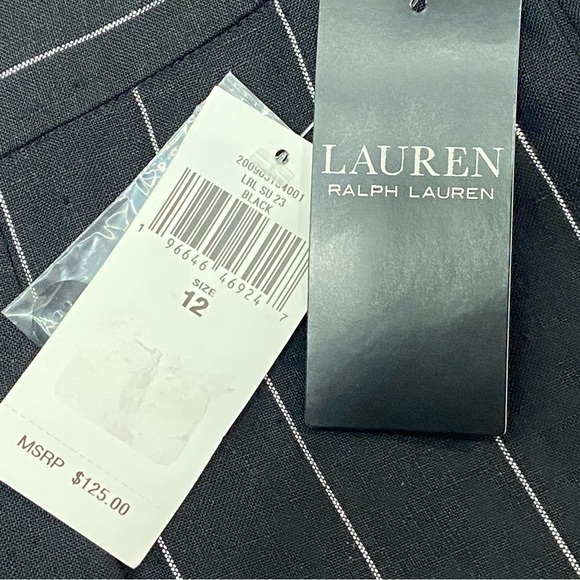 LAUREN
RALPH LAUREN
LRL SU 23
BLACK
1 96646 46924 7
SIZE
12
MSRP $125.00